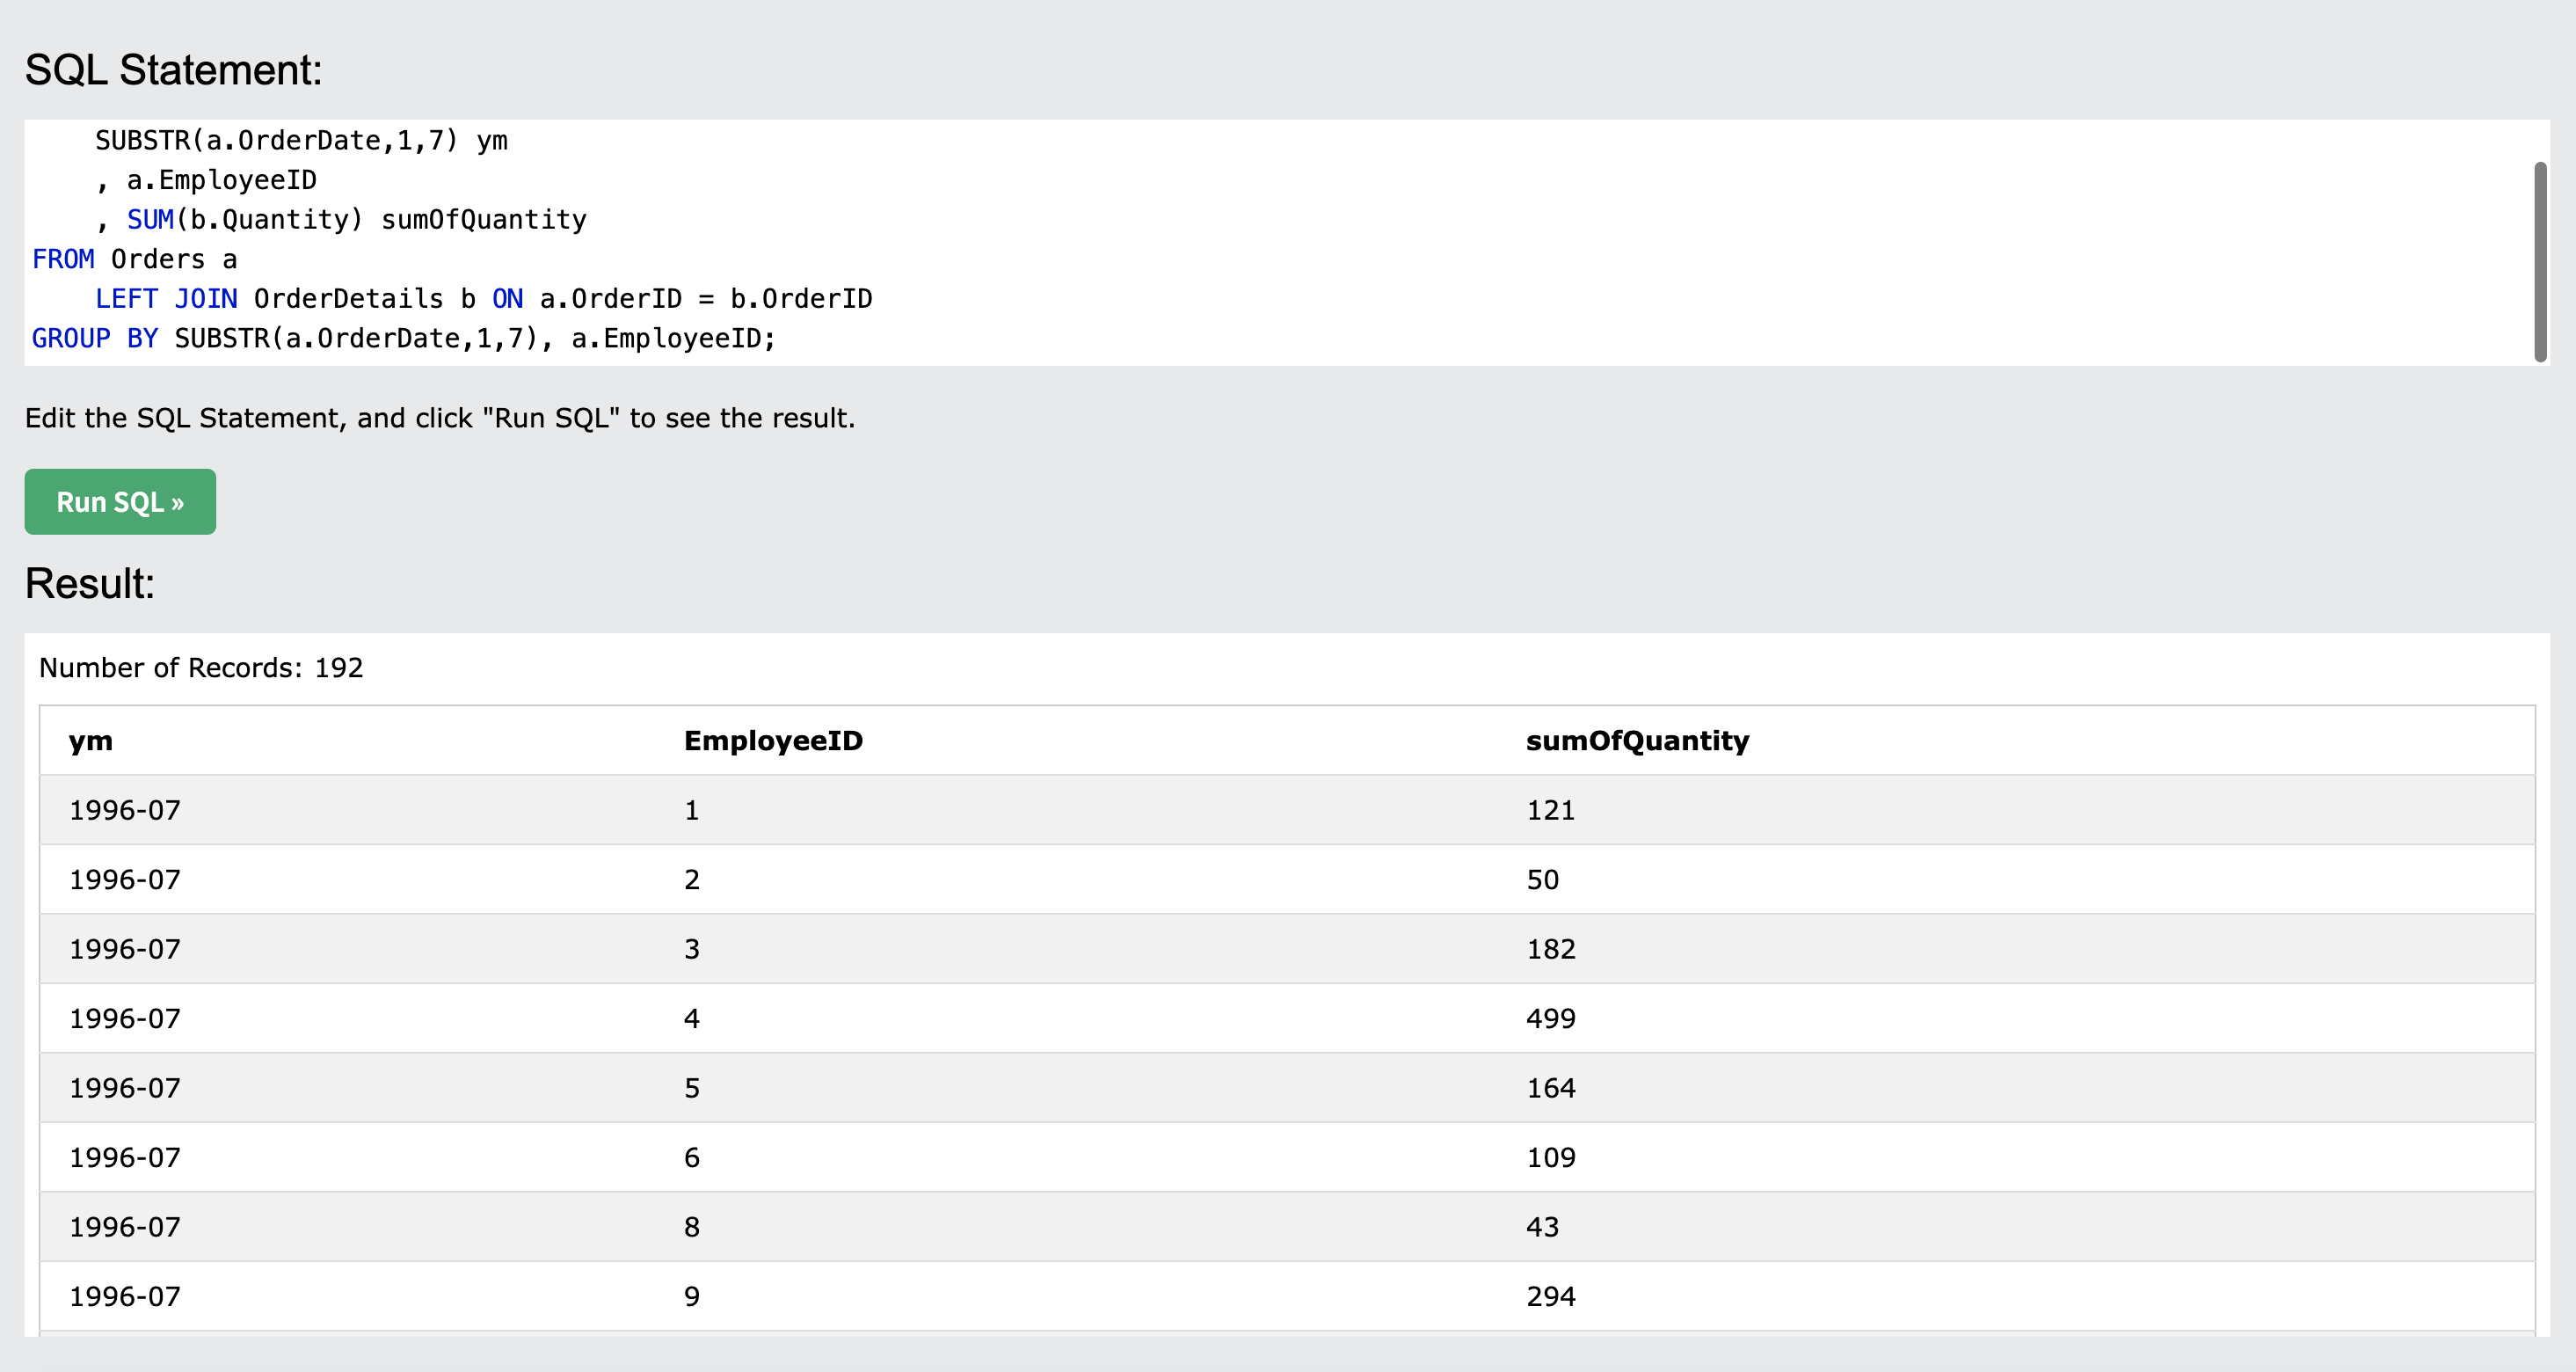 SQL Statement:
SUBSTR(a.OrderDate,1,7) ym
, a.EmployeeID
, SUM(b.Quantity) sumOfQuantity
FROM Orders a
LEFT JOIN OrderDetails b ON a.OrderID = b.OrderID
GROUP BY SUBSTR(a.OrderDate,1,7), a.EmployeeID;
Edit the SQL Statement, and click "Run SQL" to see the result.
Run SQL »
Result:
Number of Records: 192
ym EmployeeID sumOfQuantity
1996-07 1 121
1996-07 2 50
1996-07 3 182
1996-07 4 499
1996-07 5 164
1996-07 6 109
1996-07 8 43
1996-07 9 294